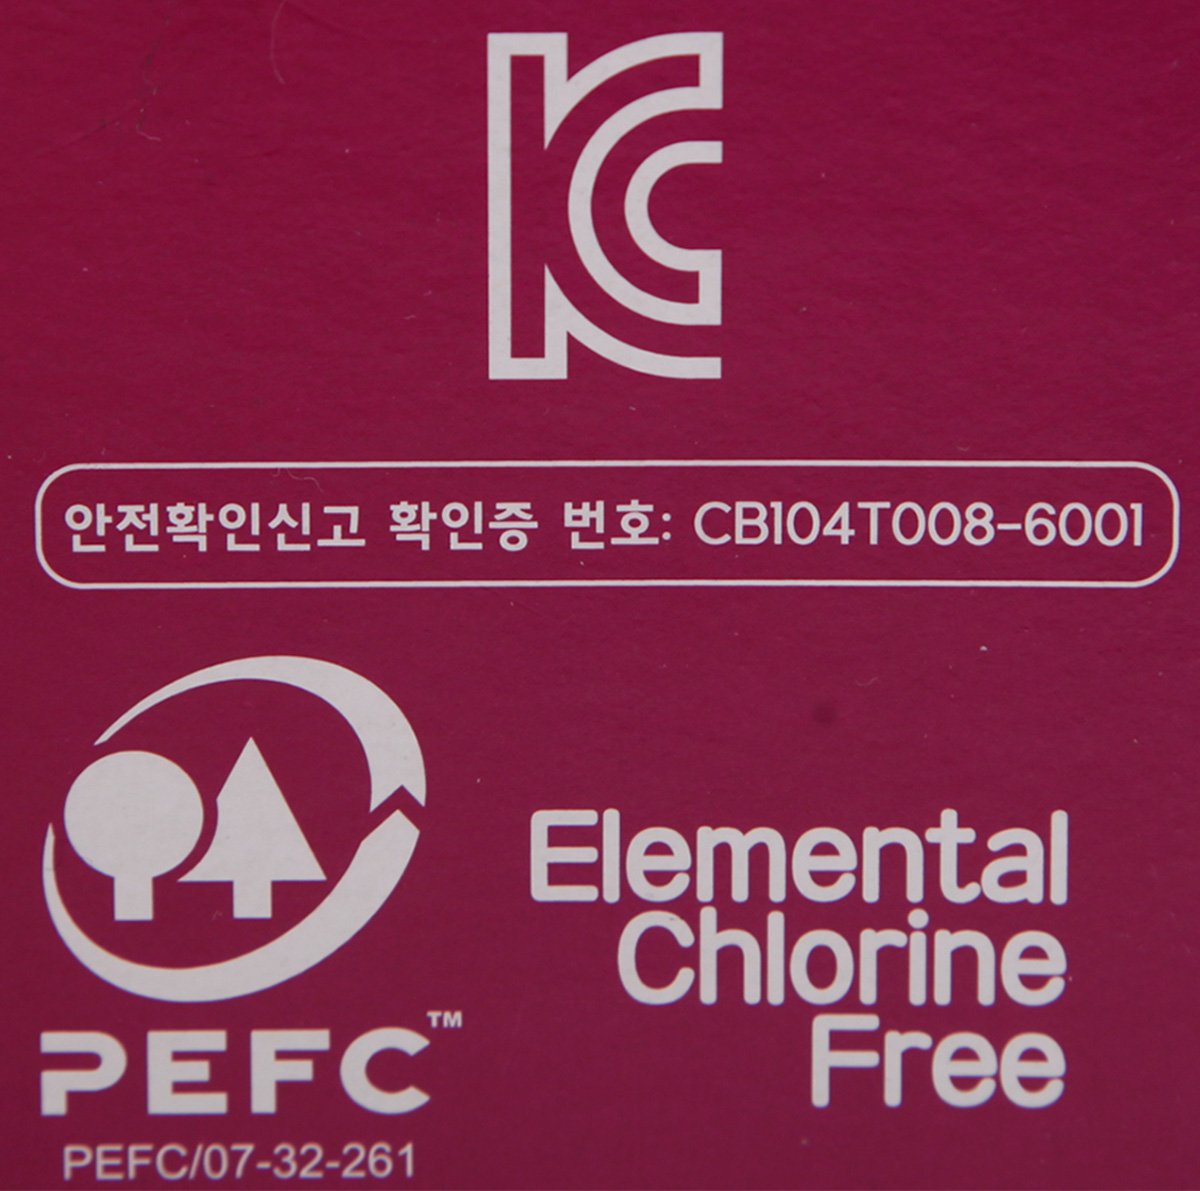 KC
안전확인신고 확인증 번호: CB104T008-6001
Elemental
Chlorine
Free
PEFC™
PEFC/07-32-261